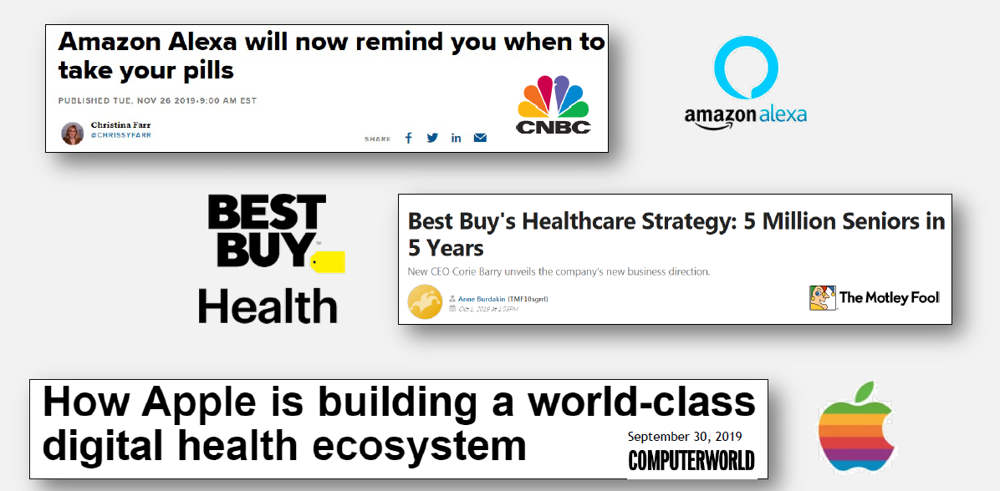 Amazon Alexa will now remind you when to
take your pills
PUBLISHED TUE, NOV 26 2019•9:00 AM EST
Christina Farr
@CHRISSYFARR
SHARE
CNBC
amazon alexa
BEST
BUY™
Health
Best Buy's Healthcare Strategy: 5 Million Seniors in
5 Years
New CEO Corie Barry unveils the company's new business direction.
Anne Burdakin (TMF10sgrrl)
Oct 1, 2019 at 1:53PM
The Motley Fool
How Apple is building a world-class
digital health ecosystem
September 30, 2019
COMPUTERWORLD